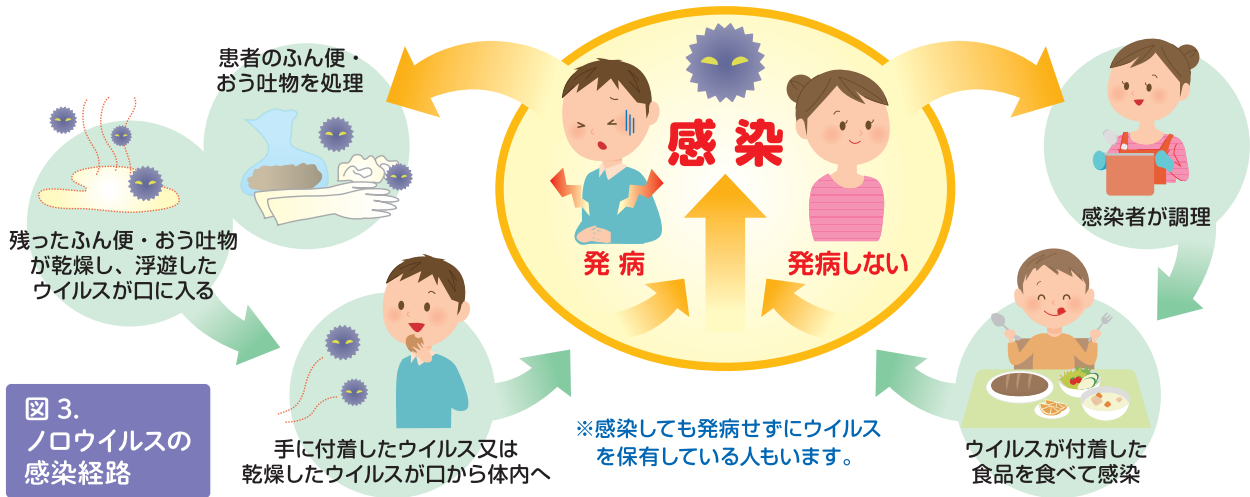 患者のふん便・
おう吐物を処理
残ったふん便・おう吐物
が乾燥し、浮遊した
ウイルスが口に入る
手に付着したウイルス又は
乾燥したウイルスが口から体内へ
感染
発病
発病しない
※感染しても発病せずにウイルス
を保有している人もいます。
感染者が調理
ウイルスが付着した
食品を食べて感染
図 3.
ノロウイルスの
感染経路